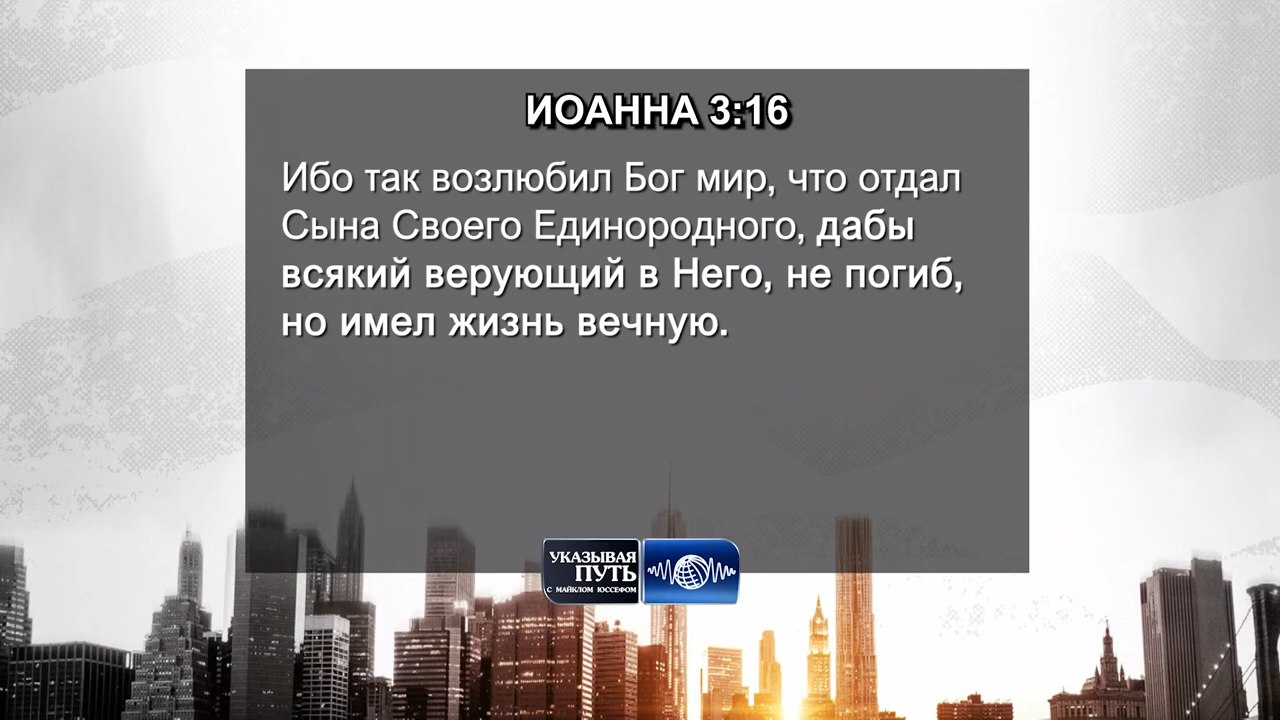 ИОАННА 3:16
Ибо так возлюбил Бог мир, что отдал
Сына Своего Единородного, дабы
всякий верующий в Него, не погиб,
но имел жизнь вечную.
УКАЗЫВАЯ
ПУТЬ
С МАЙКЛОМ ЮССЕФОМ